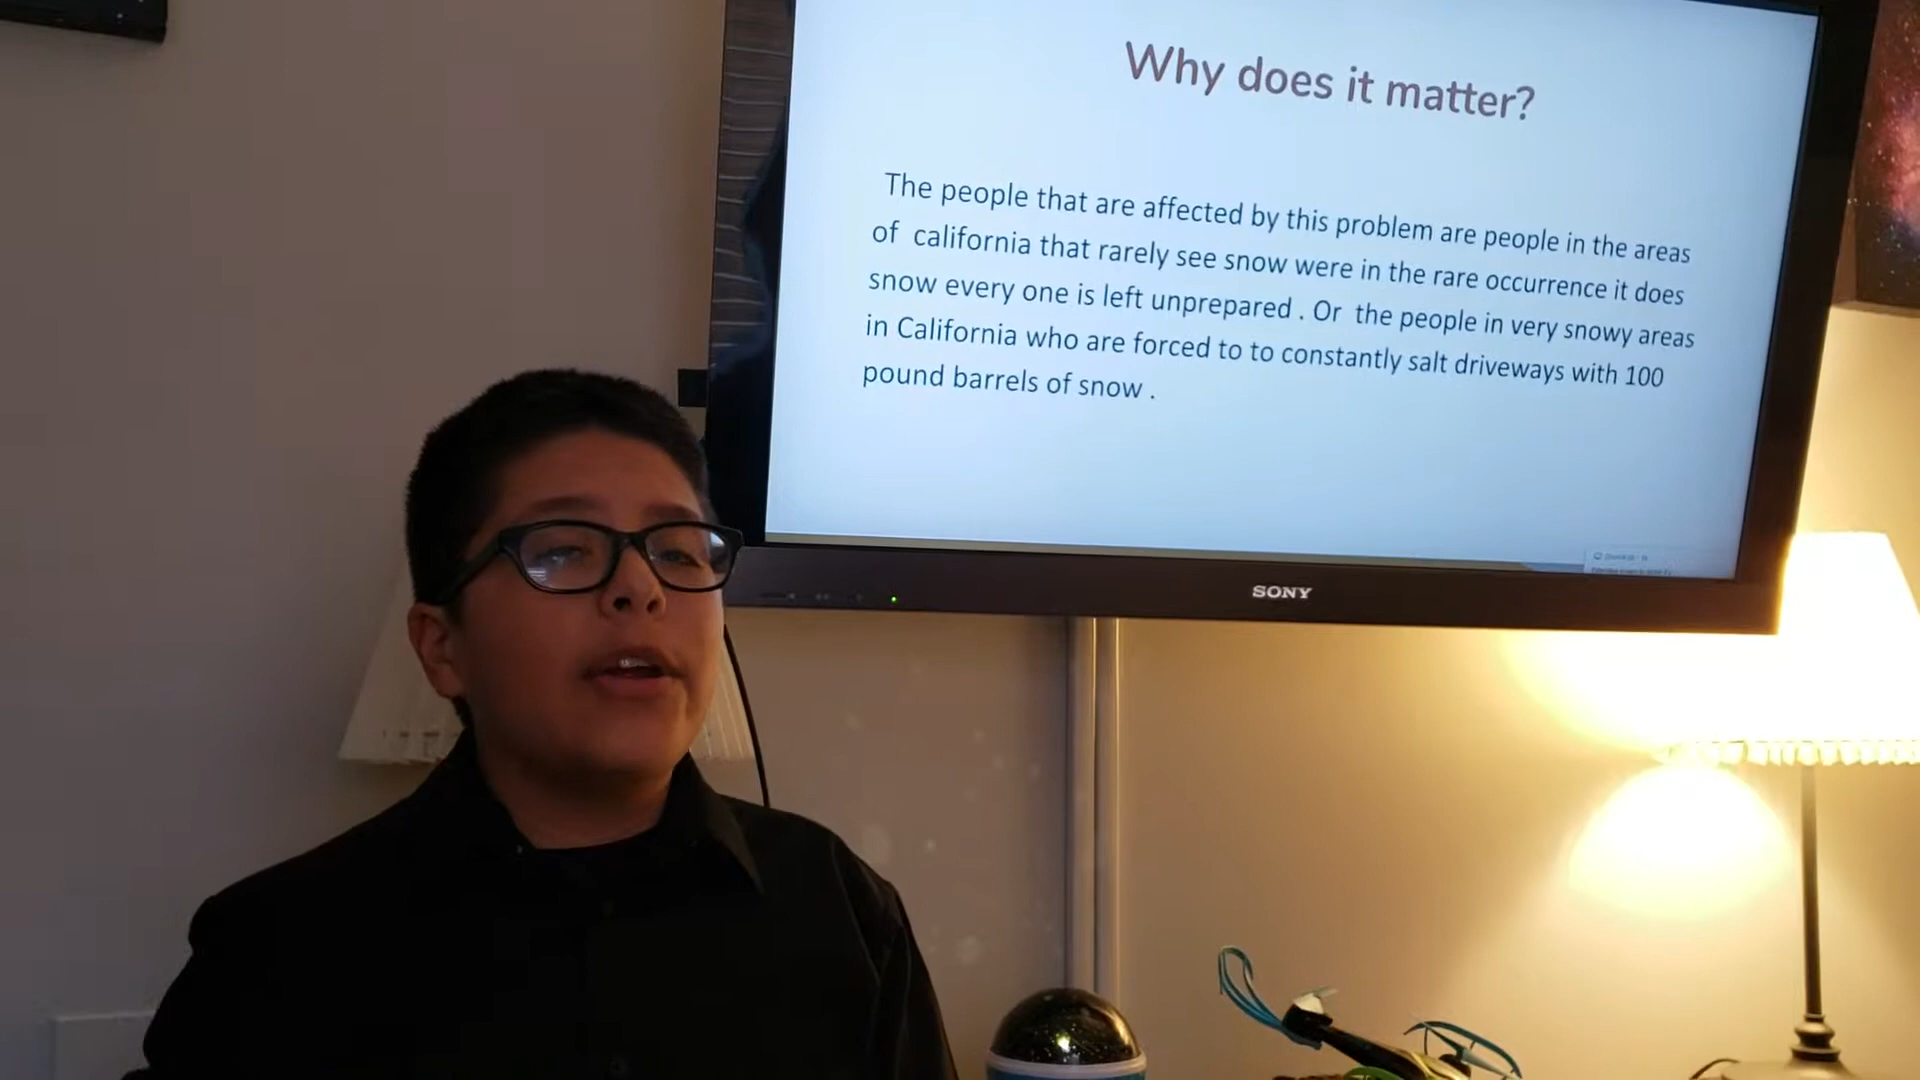 Why does it matter?
The people that are affected by this problem are people in the areas
of california that rarely see snow were in the rare occurrence it does
snow every one is left unprepared . Or the people in very snowy areas
in California who are forced to to constantly salt driveways with 100
pound barrels of snow .
SONY